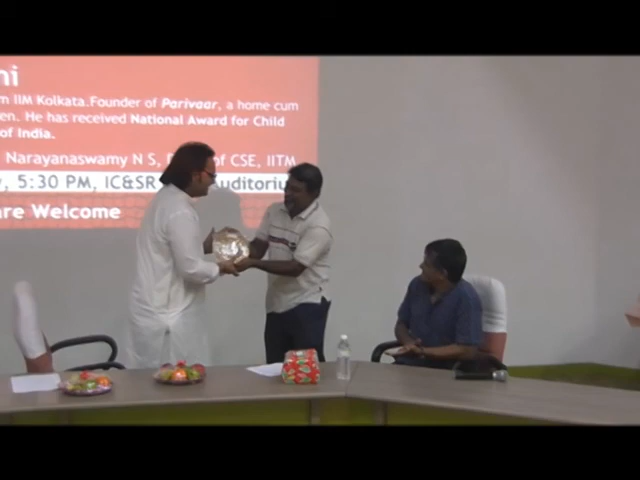 m IIM Kolkata.Founder of Parivaar, a home cum
en. He has received National Award for Child
of India.
Narayanaswamy N S, of CSE, IITM
5:30 PM, IC&SR Auditoriu
are Welcome